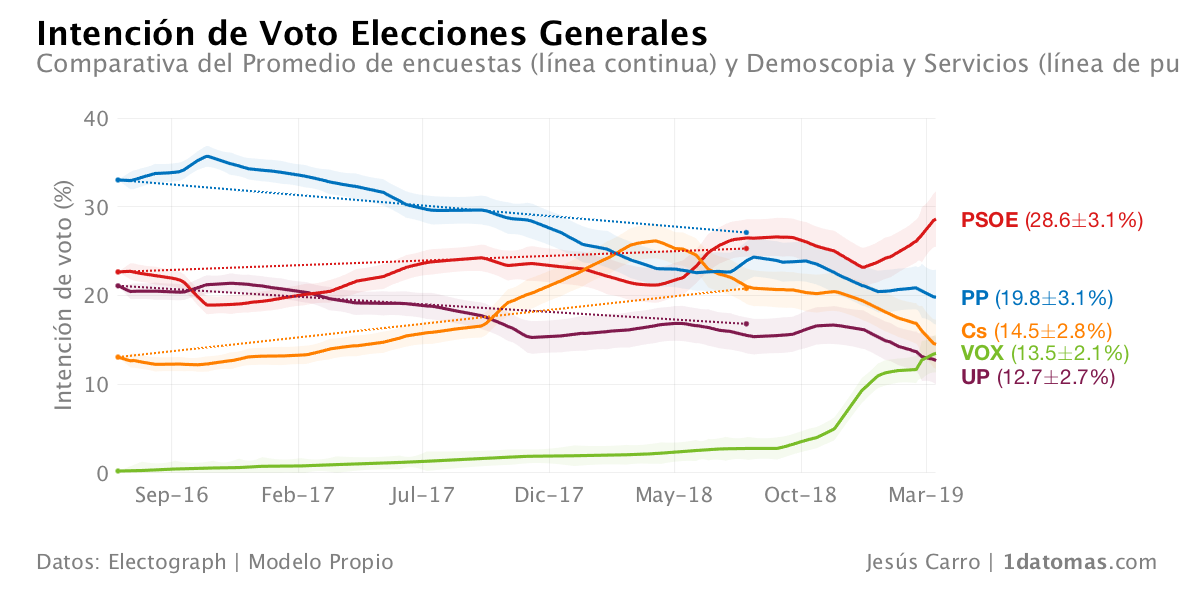 Intención de Voto Elecciones Generales
Comparativa del Promedio de encuestas (línea continua) y Demoscopia y Servicios (línea de pu
Intención de voto (%)
40
30
20
10
0
Sep-16 Feb-17 Jul-17 Dic-17 May-18 Oct-18 Mar-19
PSOE (28.6±3.1%)
PP (19.8±3.1%)
Cs (14.5±2.8%)
VOX (13.5±2.1%)
UP (12.7±2.7%)
Datos: Electograph | Modelo Propio
Jesús Carro | 1datomas.com